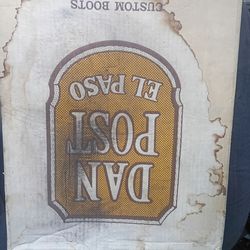 DAN
POST
EL PASO
CUSTOM BOOTS